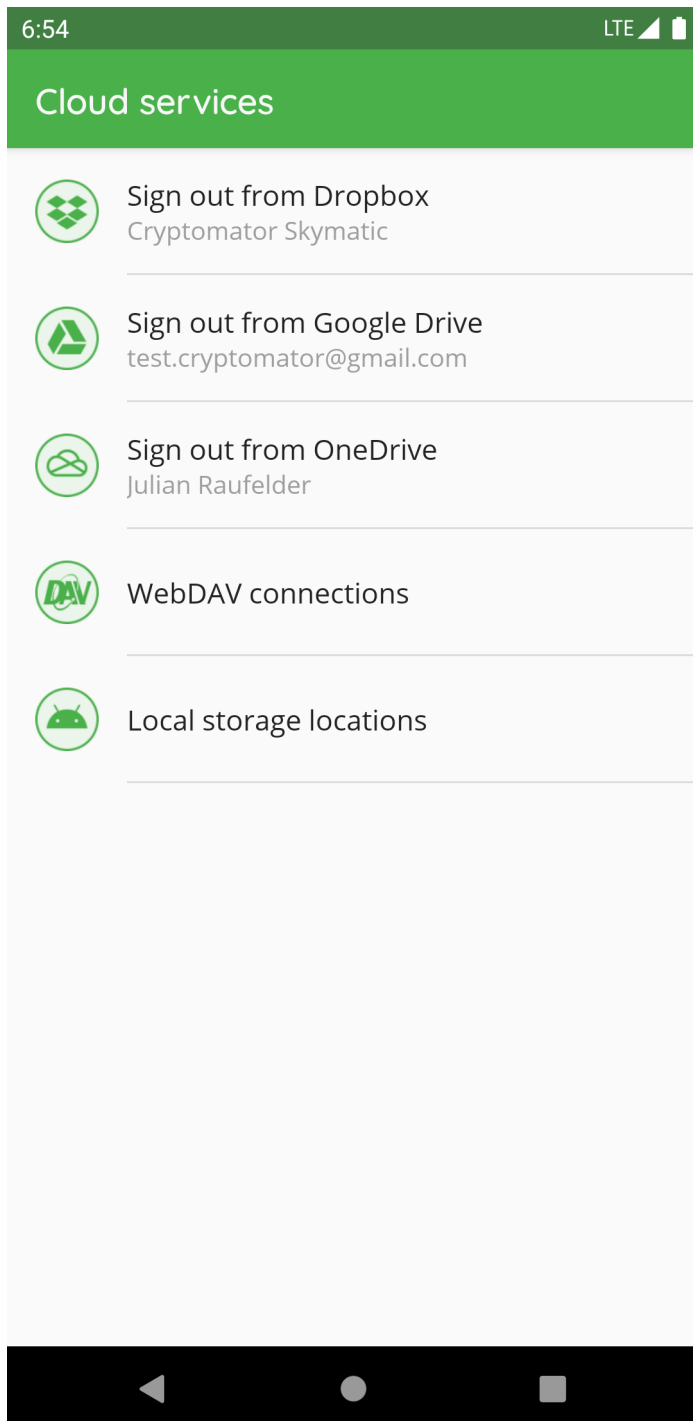 6:54 LTE
Cloud services
Sign out from Dropbox
Cryptomator Skymatic
Sign out from Google Drive
test.cryptomator@gmail.com
Sign out from OneDrive
Julian Raufelder
DAV
WebDAV connections
Local storage locations